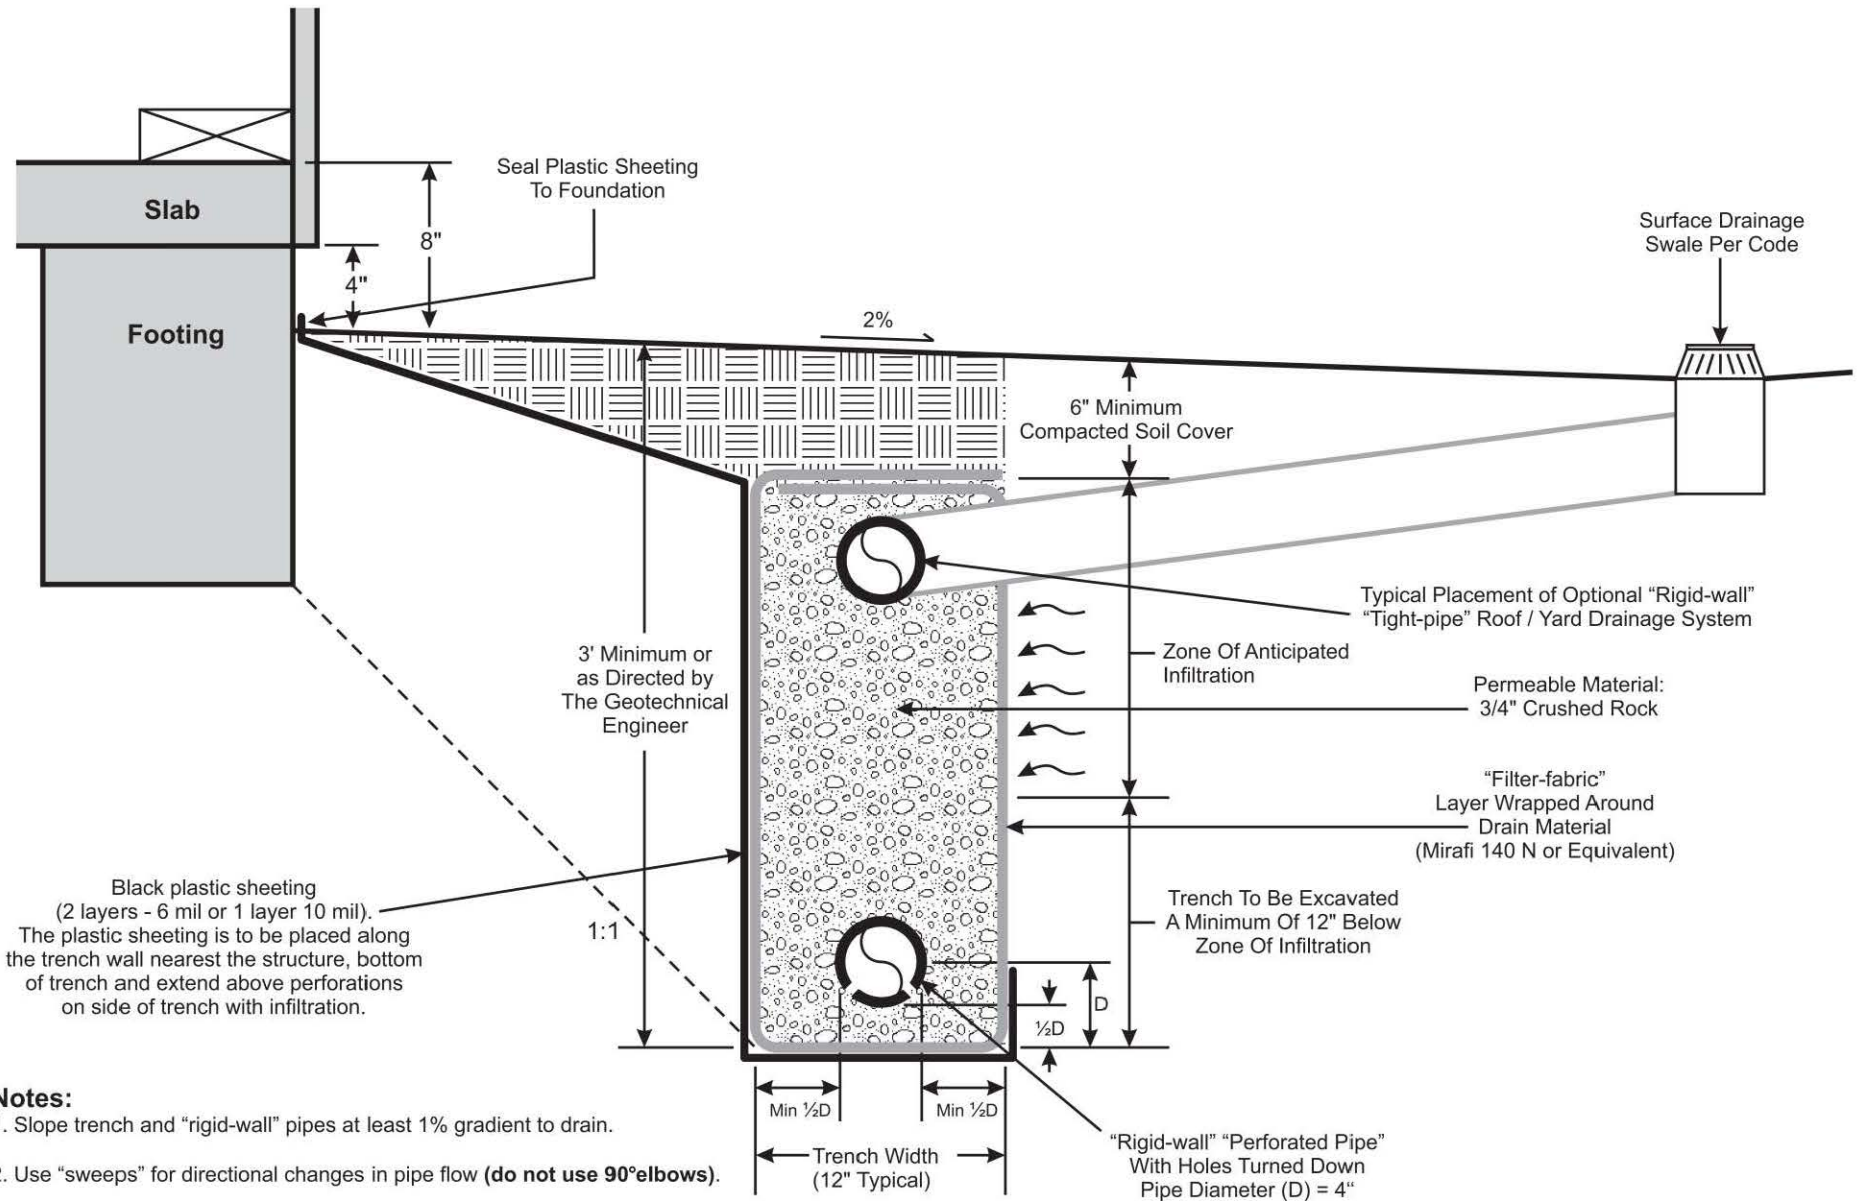 Slab
Footing
8"
4"
Seal Plastic Sheeting
To Foundation
2%
Surface Drainage
Swale Per Code
6" Minimum
Compacted Soil Cover
Typical Placement of Optional “Rigid-wall”
“Tight-pipe” Roof / Yard Drainage System
Zone Of Anticipated
Infiltration
3' Minimum or
as Directed by
The Geotechnical
Engineer
Permeable Material:
3/4" Crushed Rock
“Filter-fabric”
Layer Wrapped Around
Drain Material
(Mirafi 140 N or Equivalent)
Black plastic sheeting
(2 layers - 6 mil or 1 layer 10 mil).
The plastic sheeting is to be placed along
the trench wall nearest the structure, bottom
of trench and extend above perforations
on side of trench with infiltration.
1:1
Trench To Be Excavated
A Minimum Of 12" Below
Zone Of Infiltration
D
½D
Min ½D
Min ½D
Trench Width
(12" Typical)
“Rigid-wall” “Perforated Pipe”
With Holes Turned Down
Pipe Diameter (D) = 4“
Notes:
. Slope trench and “rigid-wall” pipes at least 1% gradient to drain.
2. Use “sweeps” for directional changes in pipe flow (do not use 90°elbows).